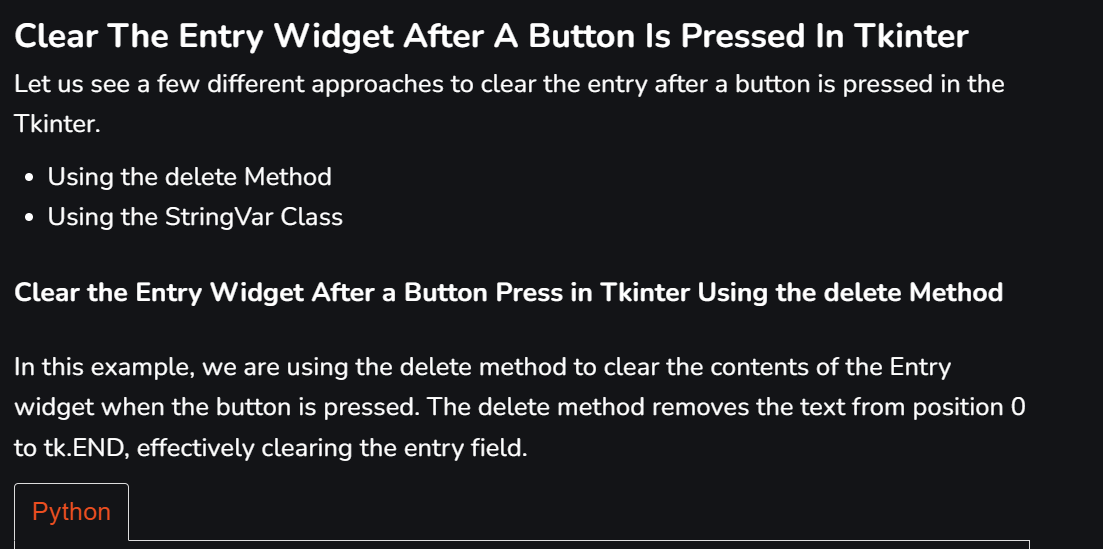 Clear The Entry Widget After A Button Is Pressed In Tkinter
Let us see a few different approaches to clear the entry after a button is pressed in the
Tkinter.
• Using the delete Method
• Using the StringVar Class
Clear the Entry Widget After a Button Press in Tkinter Using the delete Method
In this example, we are using the delete method to clear the contents of the Entry
widget when the button is pressed. The delete method removes the text from position 0
to tk.END, effectively clearing the entry field.
Python